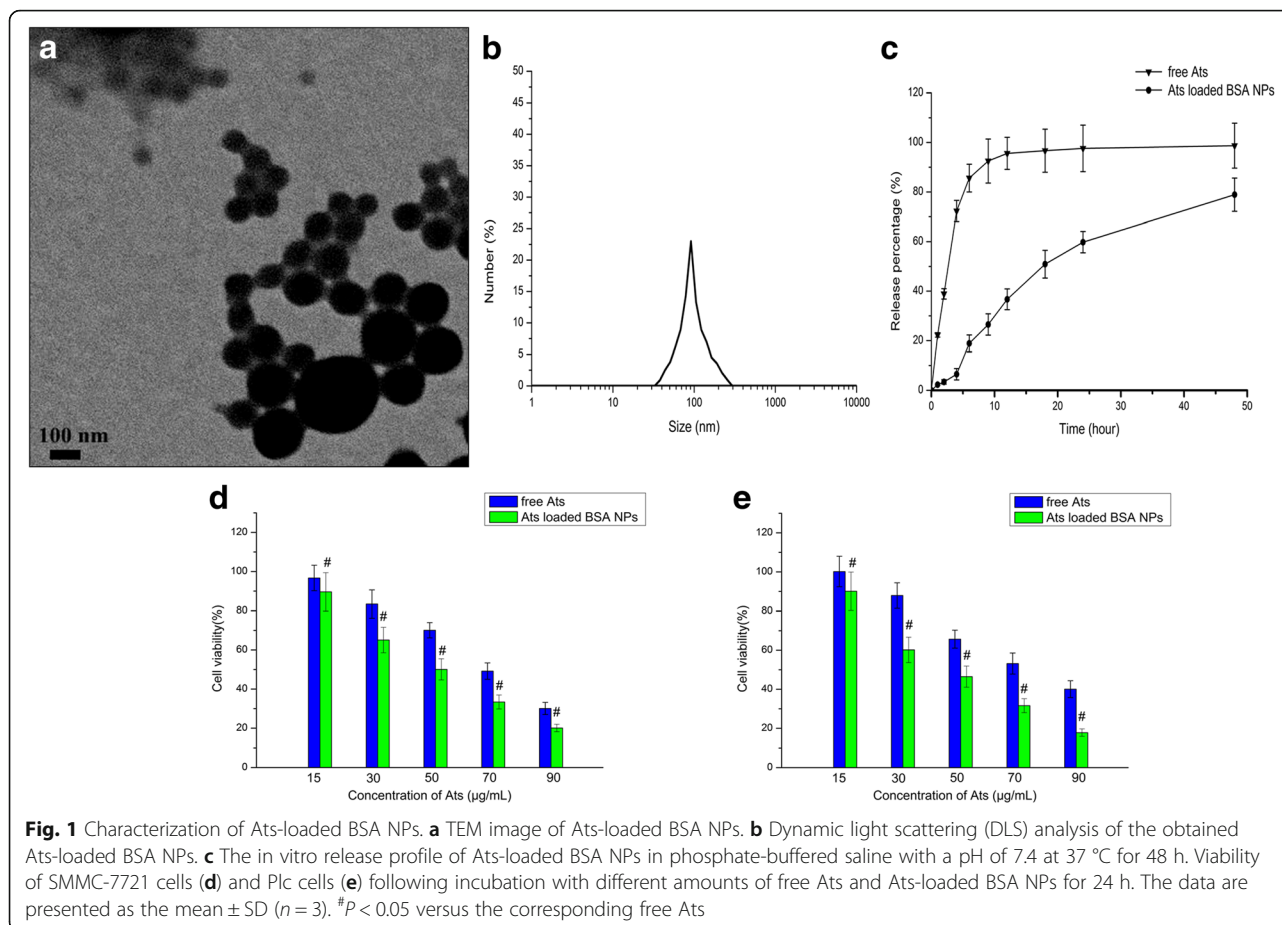 a
100 nm
b
50
45
40
35
30
25
20
15
10
5
0
Number (%)
1 10 100 1000 10000
Size (nm)
c
free Ats
Ats loaded BSA NPs
120
100
80
60
40
20
0
Release percentage (%)
0 10 20 30 40 50
Time (hour)
d
free Ats
Ats loaded BSA NPs
120
100
80
60
40
20
0
Cell viability(%)
# # # # #
15 30 50 70 90
Concentration of Ats (µg/mL)
e
free Ats
Ats loaded BSA NPs
120
100
80
60
40
20
0
Cell viability(%)
# # # # #
15 30 50 70 90
Concentration of Ats (µg/mL)
Fig. 1 Characterization of Ats-loaded BSA NPs. a TEM image of Ats-loaded BSA NPs. b Dynamic light scattering (DLS) analysis of the obtained
Ats-loaded BSA NPs. c The in vitro release profile of Ats-loaded BSA NPs in phosphate-buffered saline with a pH of 7.4 at 37 °C for 48 h. Viability
of SMMC-7721 cells (d) and Plc cells (e) following incubation with different amounts of free Ats and Ats-loaded BSA NPs for 24 h. The data are
presented as the mean ± SD (n = 3). #P < 0.05 versus the corresponding free Ats